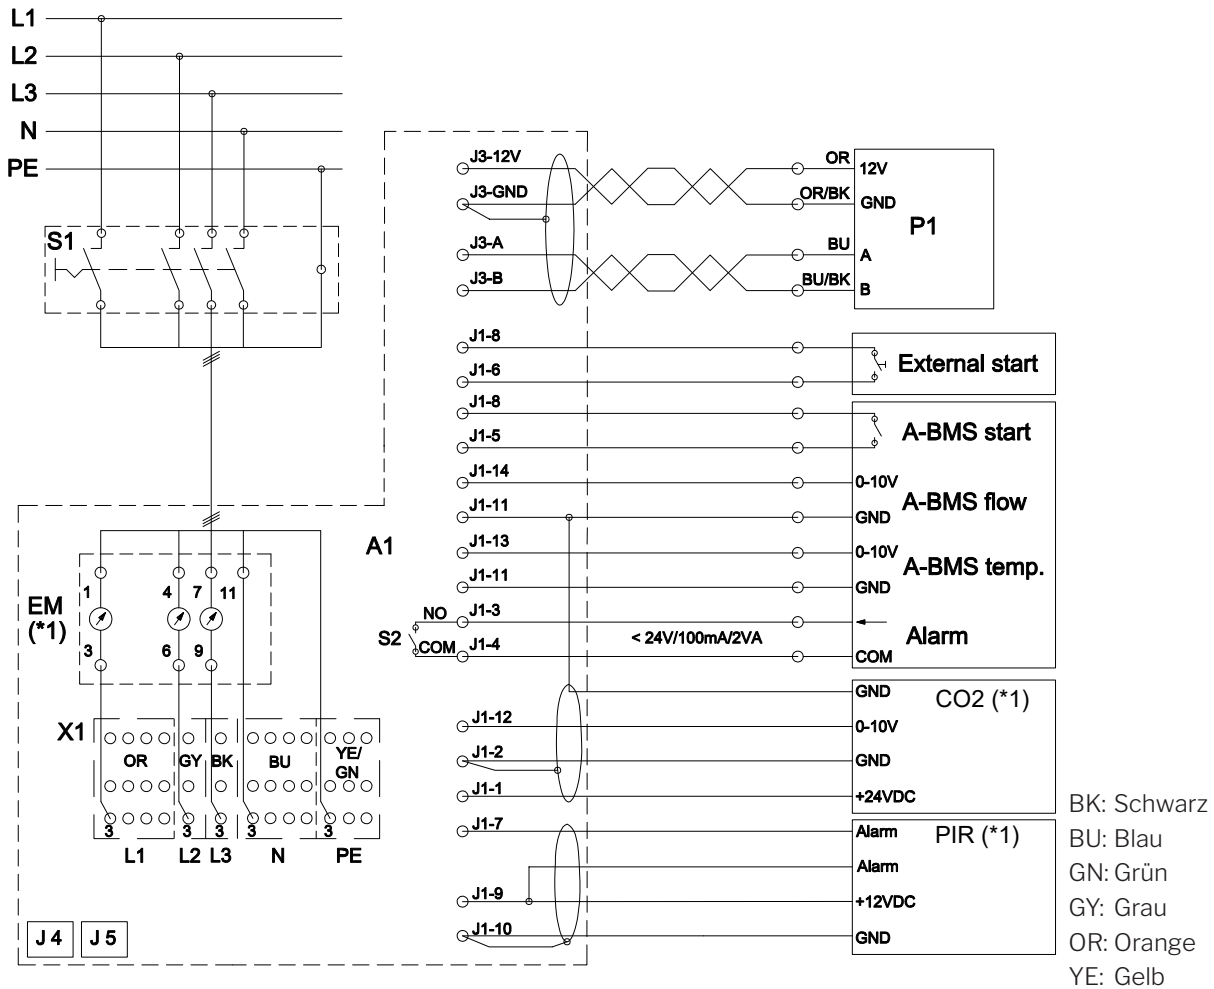 L1
L2
L3
N
PE
S1
A1
EM
(*1)
1
4
7
11
3
6
9
X1
OR
GY
BK
BU
YE/
GN
3
3
3
3
3
L1
L2
L3
N
PE
J 4
J 5
J3-12V
OR
12V
J3-GND
OR/BK
GND
P1
J3-A
BU
A
J3-B
BU/BK
B
J1-8
J1-6
External start
J1-8
J1-5
A-BMS start
J1-14
0-10V
A-BMS flow
J1-11
GND
J1-13
0-10V
A-BMS temp.
J1-11
GND
S2
NO
J1-3
COM
J1-4
< 24V/100mA/2VA
Alarm
COM
GND
CO2 (*1)
J1-12
0-10V
J1-2
GND
J1-1
+24VDC
J1-7
Alarm
PIR (*1)
Alarm
J1-9
+12VDC
J1-10
GND
BK: Schwarz
BU: Blau
GN: Grün
GY: Grau
OR: Orange
YE: Gelb